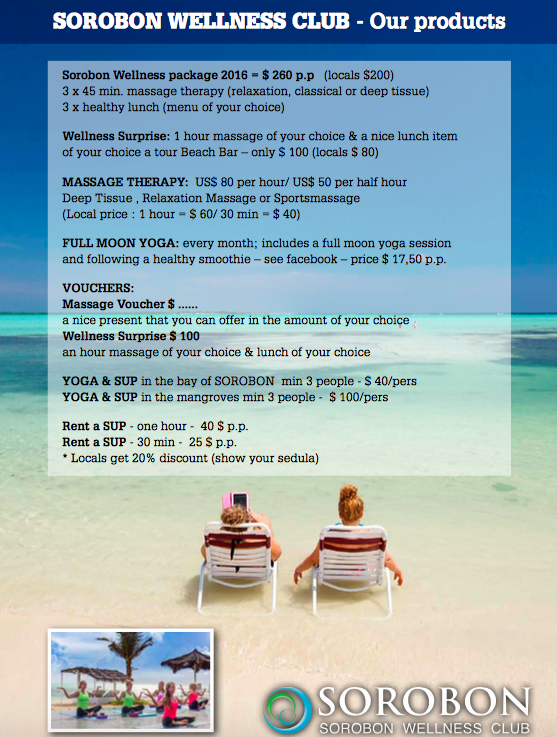 SOROBON WELLNESS CLUB - Our products
Sorobon Wellness package 2016 = $ 260 p.p (locals $200)
3 x 45 min. massage therapy (relaxation, classical or deep tissue)
3 x healthy lunch (menu of your choice)
Wellness Surprise: 1 hour massage of your choice & a nice lunch item
of your choice a tour Beach Bar – only $ 100 (locals $ 80)
MASSAGE THERAPY: US$ 80 per hour/ US$ 50 per half hour
Deep Tissue , Relaxation Massage or Sportsmassage
(Local price : 1 hour = $ 60/ 30 min = $ 40)
FULL MOON YOGA: every month; includes a full moon yoga session
and following a healthy smoothie – see facebook – price $ 17,50 p.p.
VOUCHERS:
Massage Voucher $ ......
a nice present that you can offer in the amount of your choice
Wellness Surprise $ 100
an hour massage of your choice & lunch of your choice
YOGA & SUP in the bay of SOROBON min 3 people - $ 40/pers
YOGA & SUP in the mangroves min 3 people - $ 100/pers
Rent a SUP - one hour - 40 $ p.p.
Rent a SUP - 30 min - 25 $ p.p.
* Locals get 20% discount (show your sedula)
SOROBON
SOROBON WELLNESS CLUB